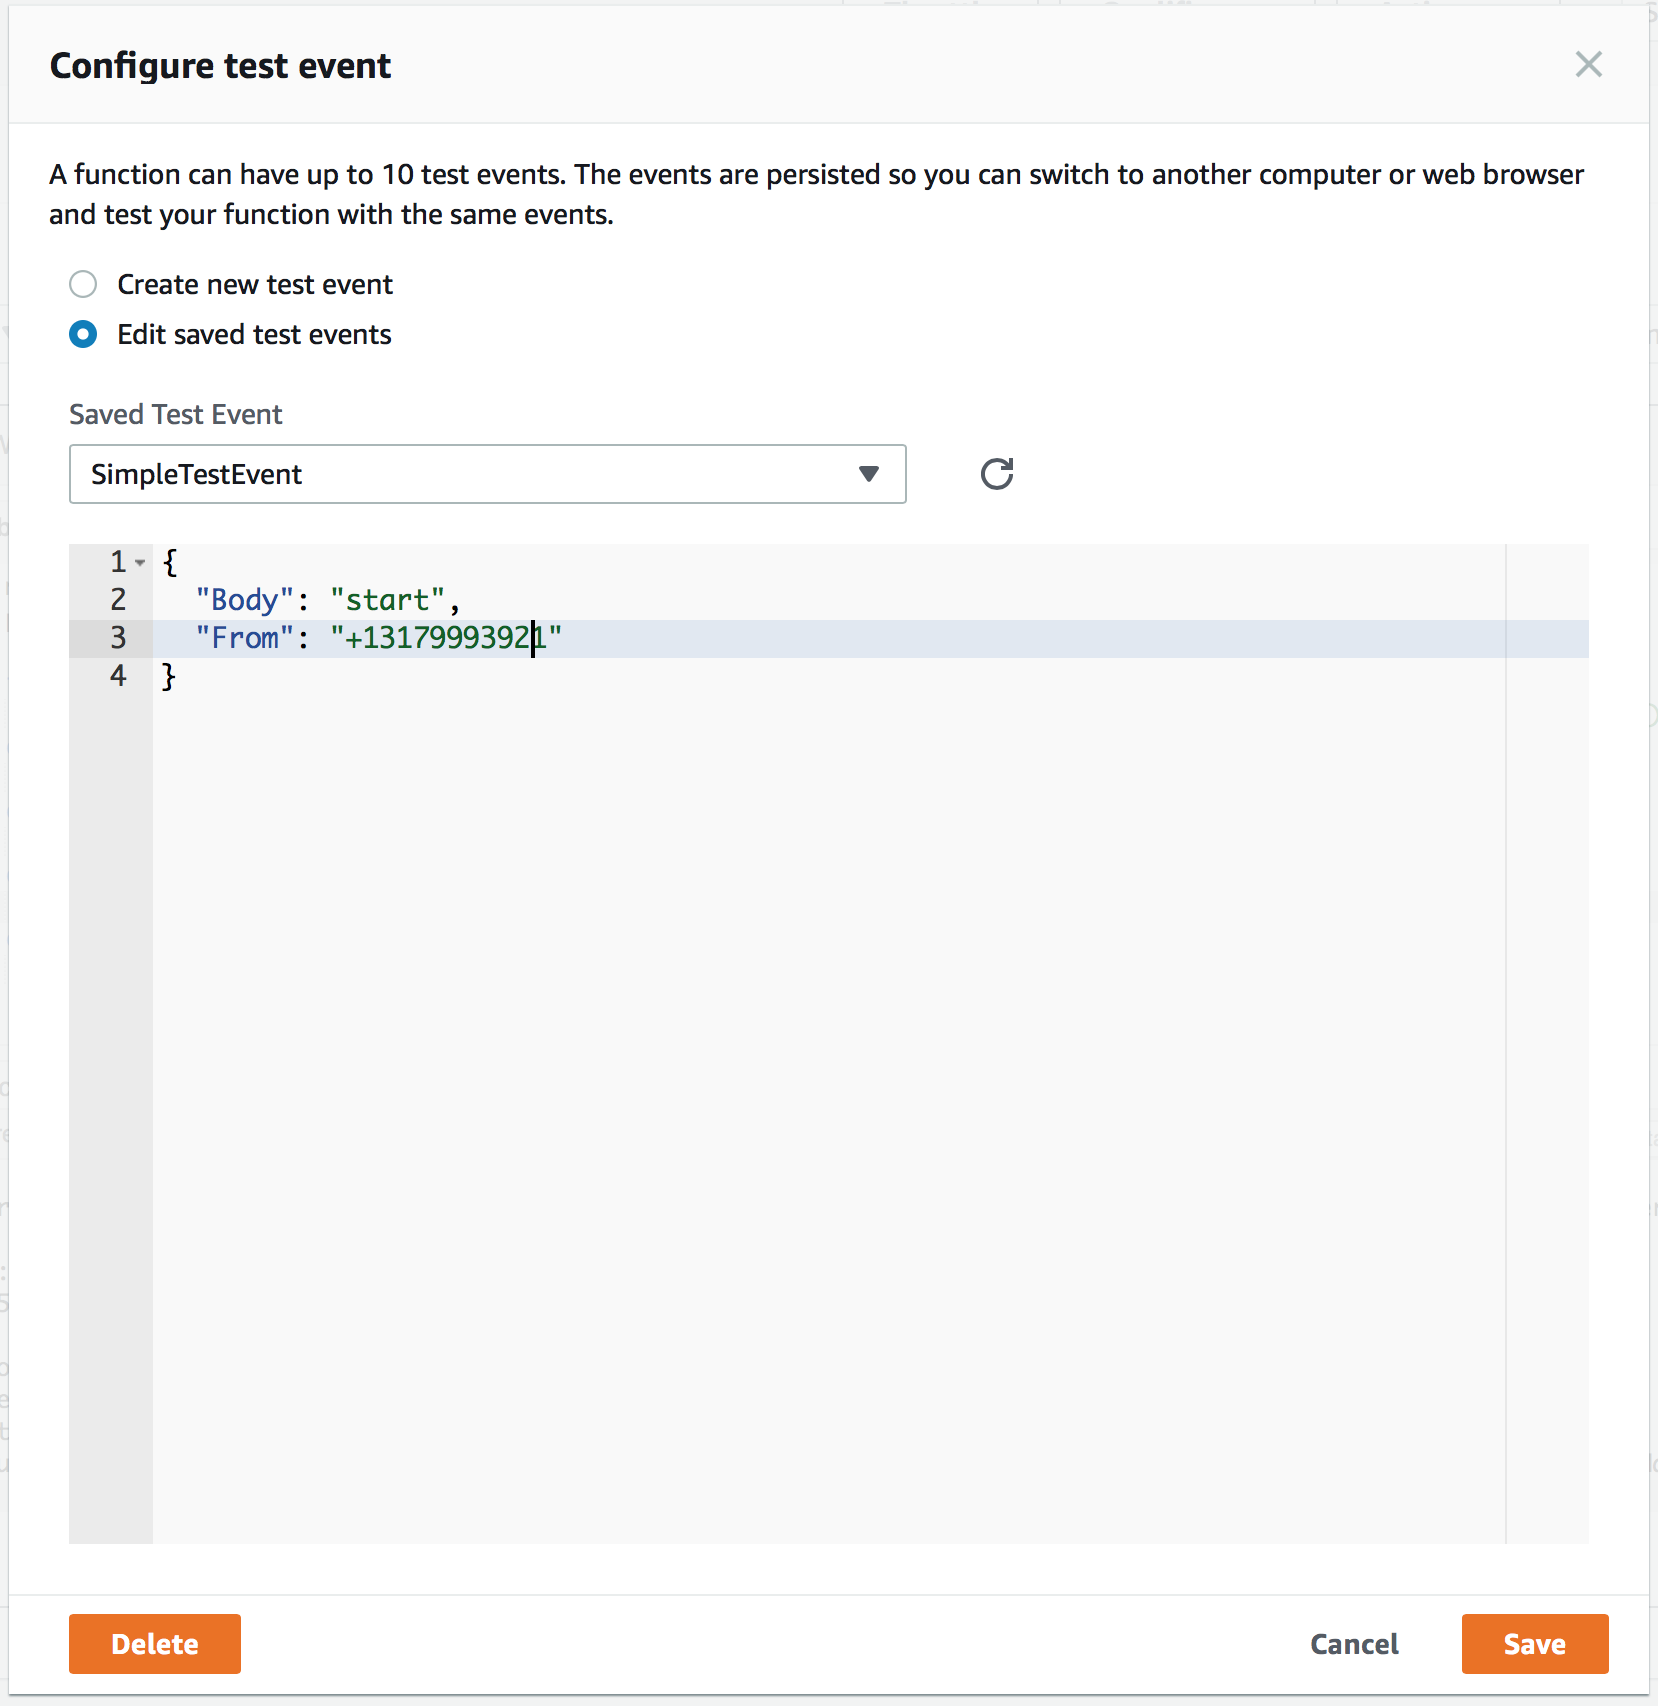 Configure test event
A function can have up to 10 test events. The events are persisted so you can switch to another computer or web browser
and test your function with the same events.
Create new test event
Edit saved test events
Saved Test Event
SimpleTestEvent
1 {
2 "Body": "start",
3 "From": "+13179993921"
4 }
Delete Cancel Save